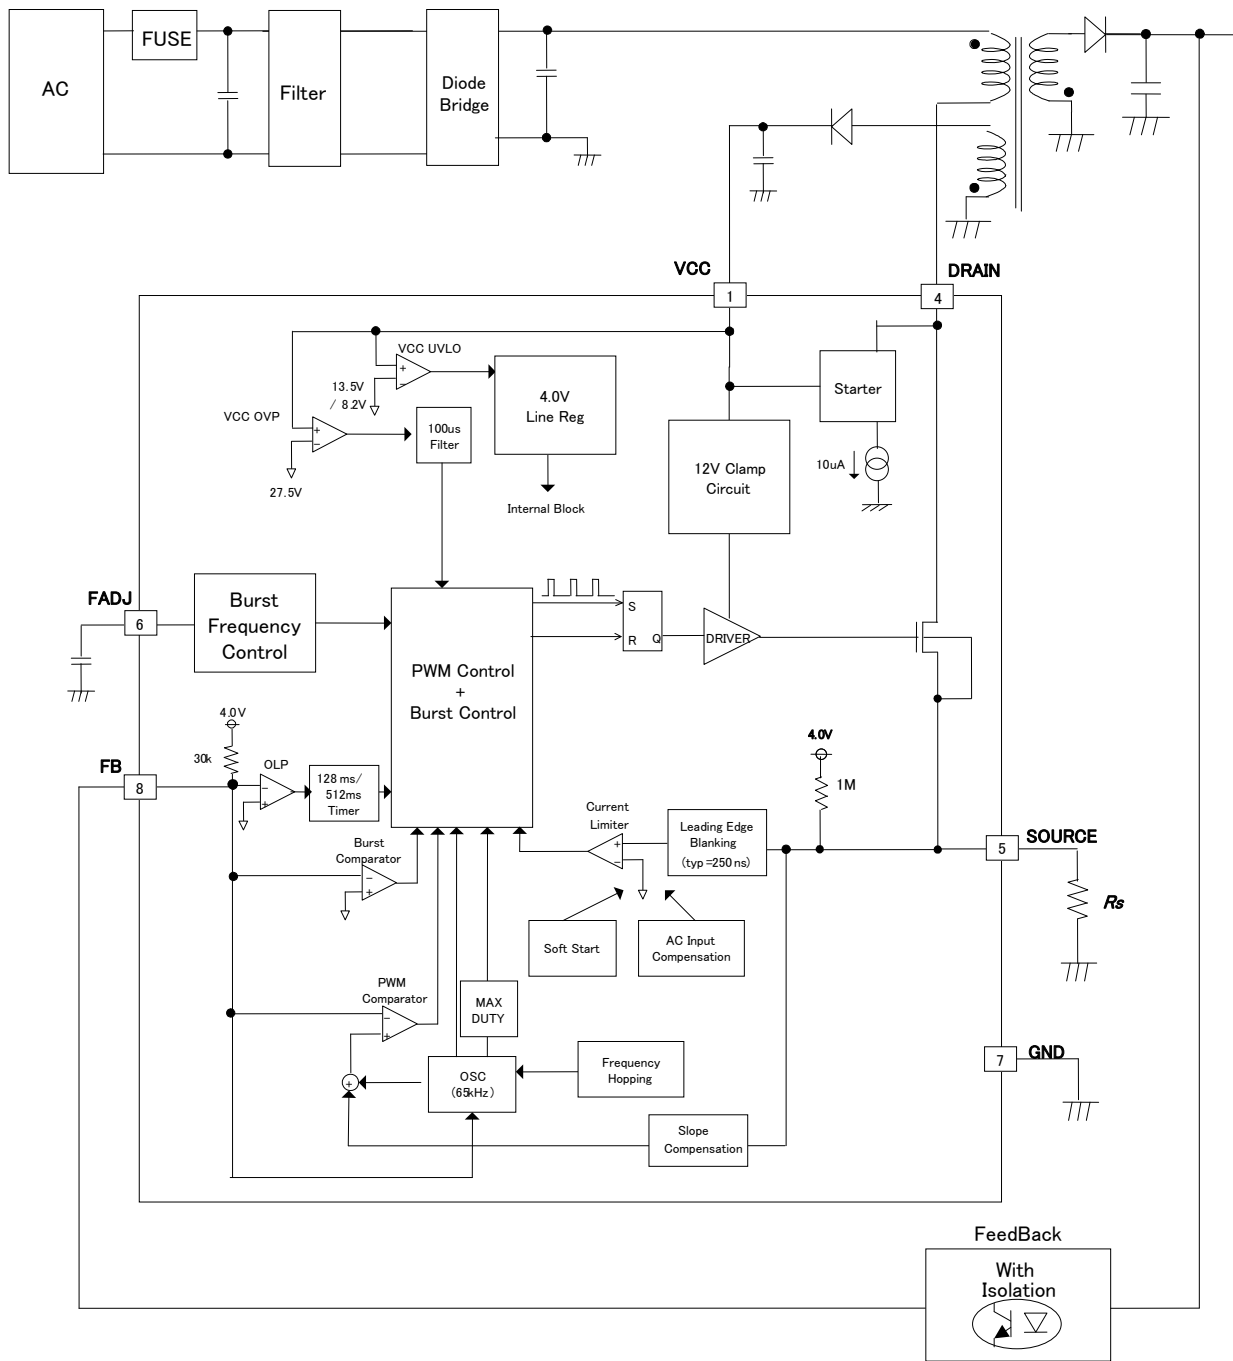 FUSE
AC
Filter
Diode
Bridge
VCC
DRAIN
1
4
VCC UVLO
+
−
13.5V
/ 8.2V
4.0V
Line Reg
Starter
VCC OVP
+
−
100us
Filter
27.5V
12V Clamp
Circuit
10uA
Internal Block
FADJ
6
Burst
Frequency
Control
S
R
Q
DRIVER
PWM Control
+
Burst Control
4.0V
30k
FB
8
OLP
−
+
128 ms/
512ms
Timer
4.0V
1M
Current
Limiter
+
−
Leading Edge
Blanking
(typ =250 ns)
SOURCE
5
Burst
Comparator
−
+
Rs
Soft Start
AC Input
Compensation
PWM
Comparator
−
+
MAX
DUTY
+
OSC
(65kHz)
Frequency
Hopping
7
GND
Slope
Compensation
FeedBack
With
Isolation